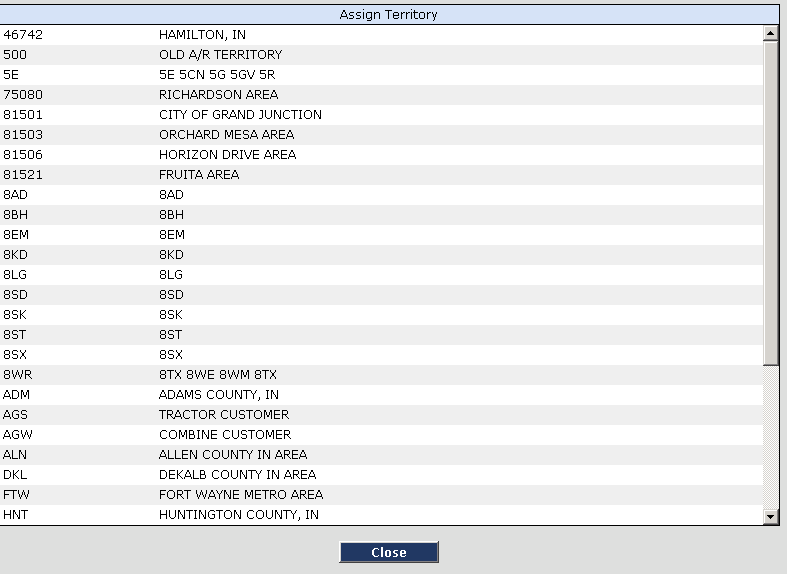 Assign Territory
46742 HAMILTON, IN
500 OLD A/R TERRITORY
5E 5E 5CN 5G 5GV 5R
75080 RICHARDSON AREA
81501 CITY OF GRAND JUNCTION
81503 ORCHARD MESA AREA
81506 HORIZON DRIVE AREA
81521 FRUITA AREA
8AD 8AD
8BH 8BH
8EM 8EM
8KD 8KD
8LG 8LG
8SD 8SD
8SK 8SK
8ST 8ST
8SX 8SX
8WR 8TX 8WE 8WM 8TX
ADM ADAMS COUNTY, IN
AGS TRACTOR CUSTOMER
AGW COMBINE CUSTOMER
ALN ALLEN COUNTY IN AREA
DKL DEKALB COUNTY IN AREA
FTW FORT WAYNE METRO AREA
HNT HUNTINGTON COUNTY, IN
Close